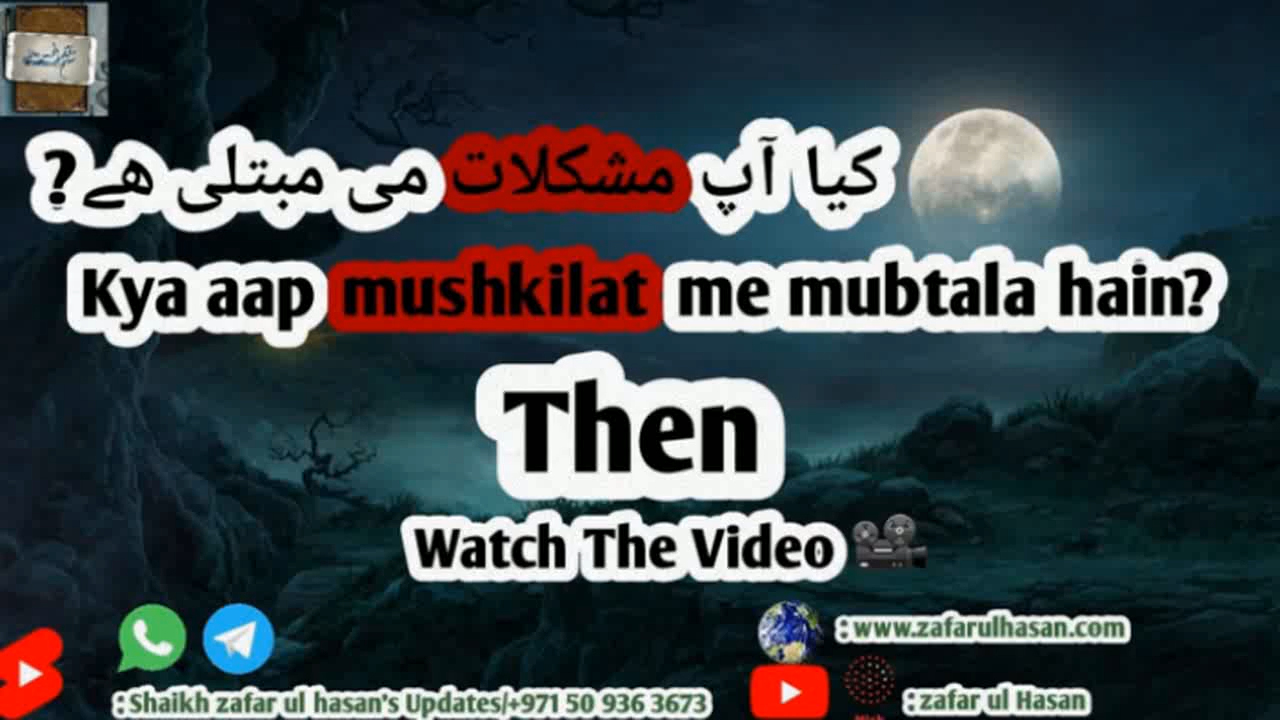 کیا آپ مشکلات می مبتلی ھے?
Kya aap mushkilat me mubtala hain?
Then
Watch The Video
: www.zafarulhasan.com
: Shaikh zafar ul hasan's Updates/+971 50 936 3673
: zafar ul Hasan